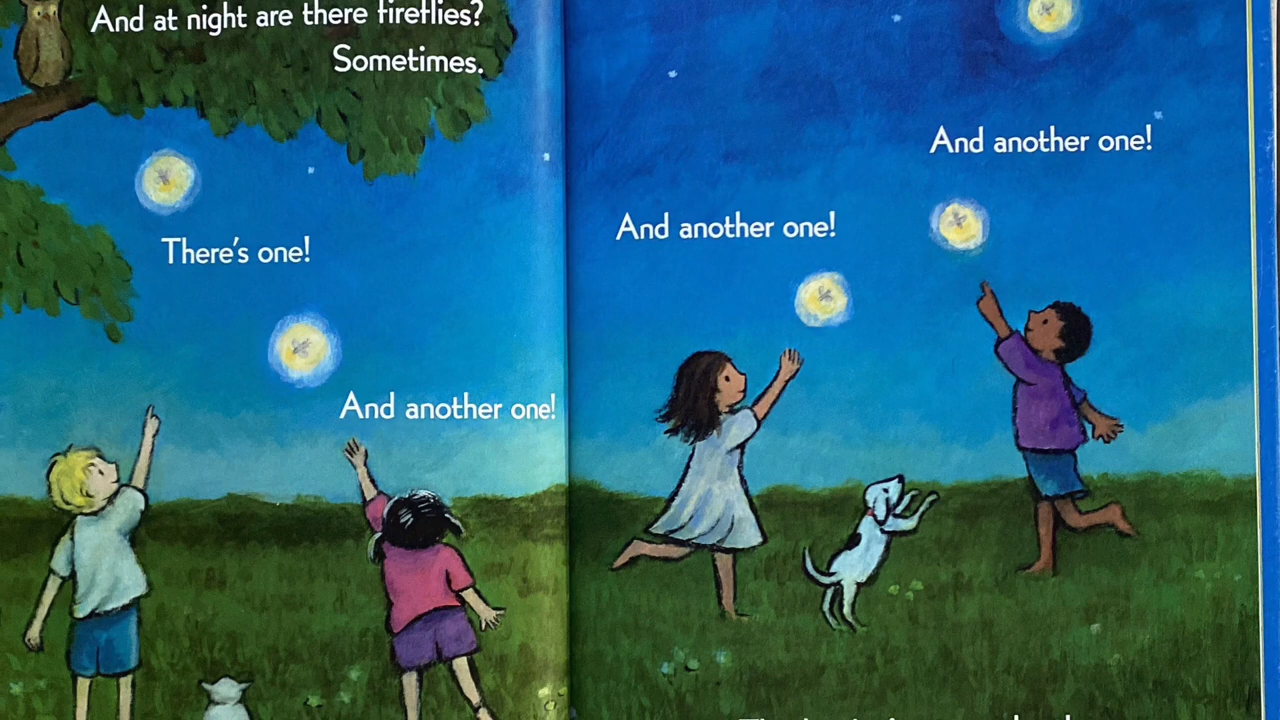 And at night are there fireflies?
Sometimes.
There's one!
And another one!
And another one!
And another one!